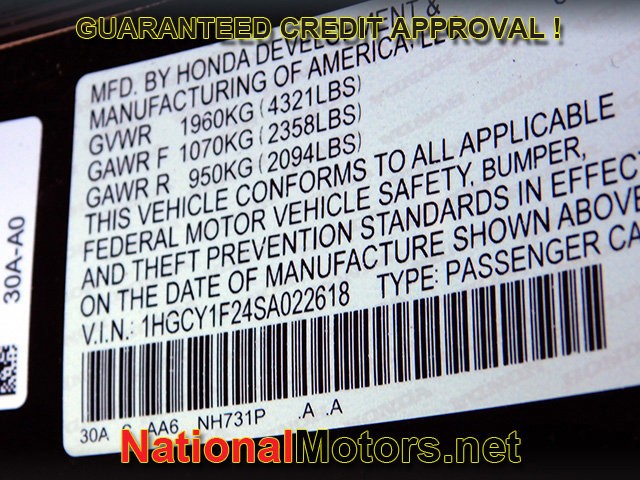 GUARANTEED CREDIT APPROVAL !
MFD. BY HONDA DEVELOPMENT &
MANUFACTURING OF AMERICA, LL
GVWR 1960KG (4321LBS)
GAWR F 1070KG (2358LBS)
GAWR R 950KG (2094LBS)
THIS VEHICLE CONFORMS TO ALL APPLICABLE
FEDERAL MOTOR VEHICLE SAFETY, BUMPER,
AND THEFT PREVENTION STANDARDS IN EFFECT
ON THE DATE OF MANUFACTURE SHOWN ABOVE
V.I.N.: 1HGCY1F24SA022618 TYPE: PASSENGER CA
30A AA6 NH731P .A .A
30A-A0
NationalMotors.net